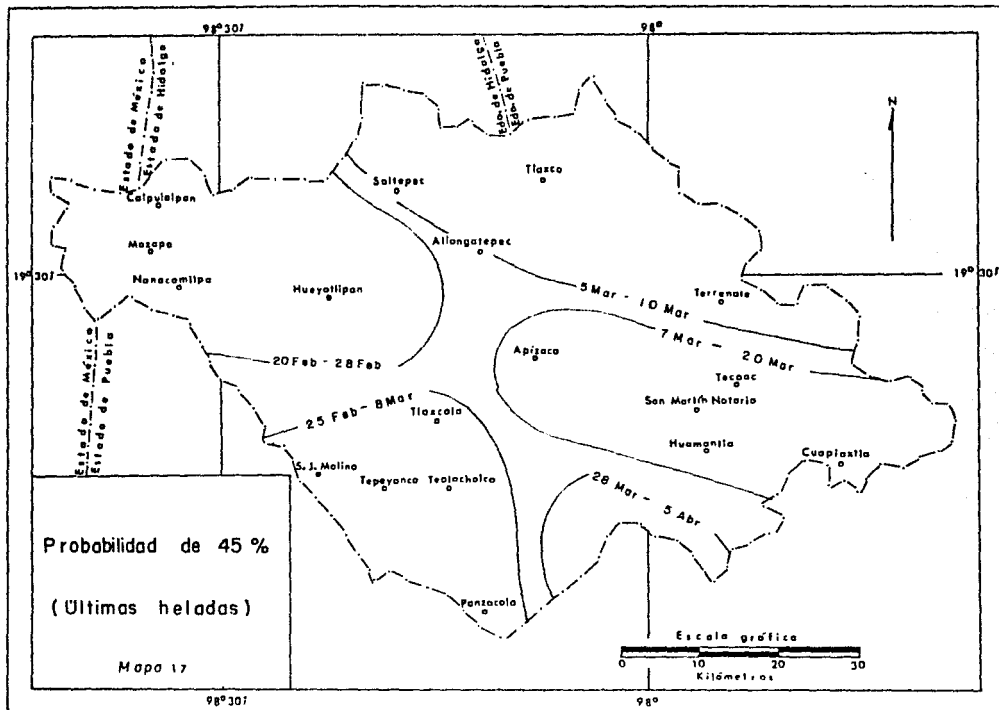 98°30'
98°
Estado de México
Estado de Hidalgo
Edo. de Hidalgo
Edo. de Puebla
N
Calpulalpan
Soltepec
Tlaxco
Mazapa
Atlangatepec
19°30'
19°30'
Nanacamilpa
Hueyotlipan
Terrenate
5 Mar - 10 Mar
7 Mar - 20 Mar
Estado de México
Estado de Puebla
20 Feb - 28 Feb
Apizaco
Tecoac
25 Feb - 8 Mar
San Martín Notario
Tlaxcala
Huamantla
Cuapiaxtla
S. J. Molino
Tepeyanco
Tealacholco
28 Mar - 5 Abr
Probabilidad de 45 %
(Últimas heladas)
Mapa 17
Panzacola
Escala gráfica
0 10 20 30
Kilómetros
98°30'
98°